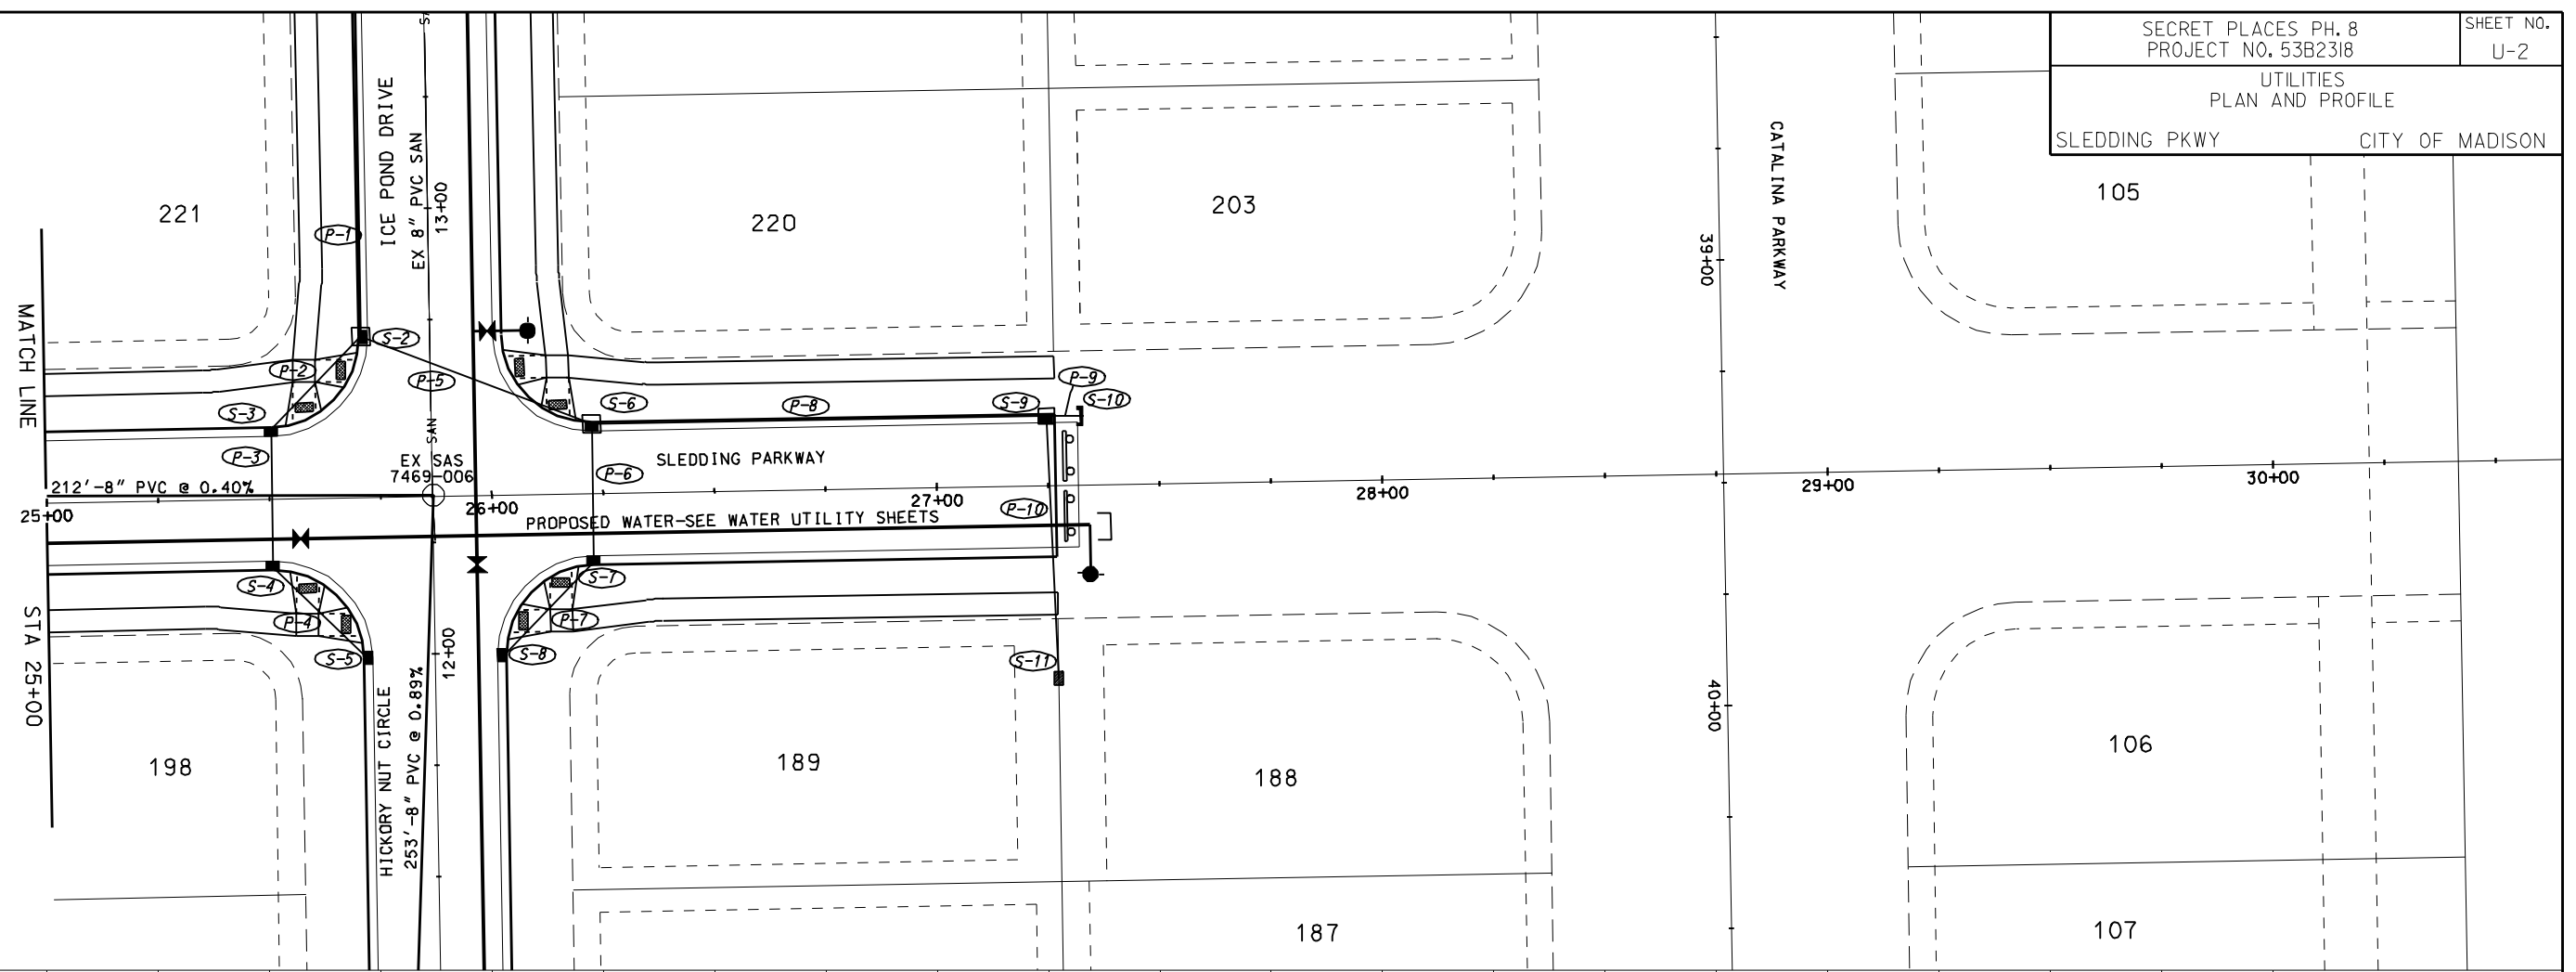 SECRET PLACES PH. 8
PROJECT NO. 53B2318
SHEET NO.
U-2
UTILITIES
PLAN AND PROFILE
SLEDDING PKWY
CITY OF MADISON
221
220
203
105
ICE POND DRIVE
EX 8" PVC SAN
13+00
CATALINA PARKWAY
39+00
P-1
MATCH LINE
S-2
P-2
P-5
S-3
S-6
P-8
P-9
S-9
S-10
SAN
P-3
EX SAS
7469-006
SLEDDING PARKWAY
P-6
212'-8" PVC @ 0.40%
25+00
26+00
27+00
28+00
29+00
30+00
P-10
PROPOSED WATER-SEE WATER UTILITY SHEETS
S-4
S-7
P-4
P-7
S-5
S-8
S-11
12+00
STA 25+00
40+00
HICKORY NUT CIRCLE
253'-8" PVC @ 0.89%
198
189
188
106
187
107